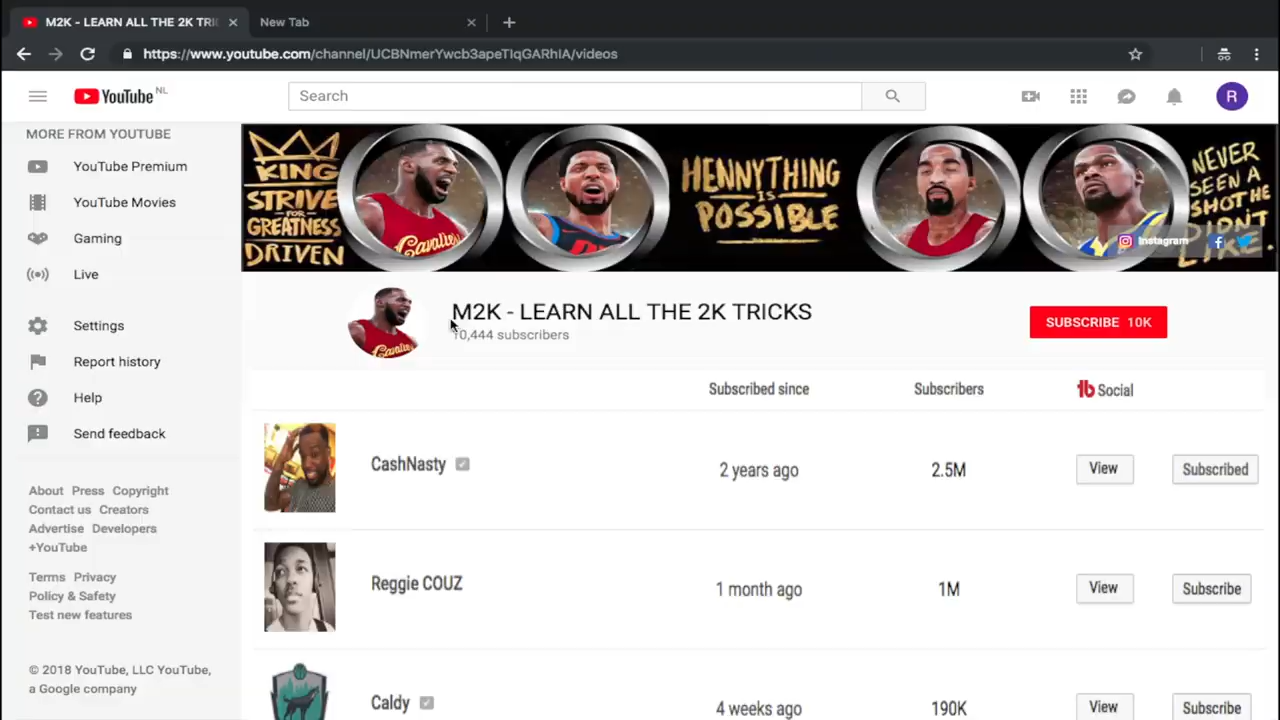 M2K - LEARN ALL THE 2K TRI
New Tab
https://www.youtube.com/channel/UCBNmerYwcb3apeTIqGARhIA/videos
YouTube NL
Search
R
MORE FROM YOUTUBE
YouTube Premium
YouTube Movies
Gaming
Live
Settings
Report history
Help
Send feedback
About Press Copyright
Contact us Creators
Advertise Developers
+YouTube
Terms Privacy
Policy & Safety
Test new features
© 2018 YouTube, LLC YouTube,
a Google company
KING
STRIVE
FOR
GREATNESS
DRIVEN
Cavaliers
HENNYTHING
IS
POSSIBLE
NEVER
SEEN A
SHOT HE
DIDN'T
LIKE.
Instagram
M2K - LEARN ALL THE 2K TRICKS
10,444 subscribers
SUBSCRIBE 10K
Subscribed since Subscribers tb Social
CashNasty 2 years ago 2.5M View Subscribed
Reggie COUZ 1 month ago 1M View Subscribe
Caldy 4 weeks ago 190K View Subscribe